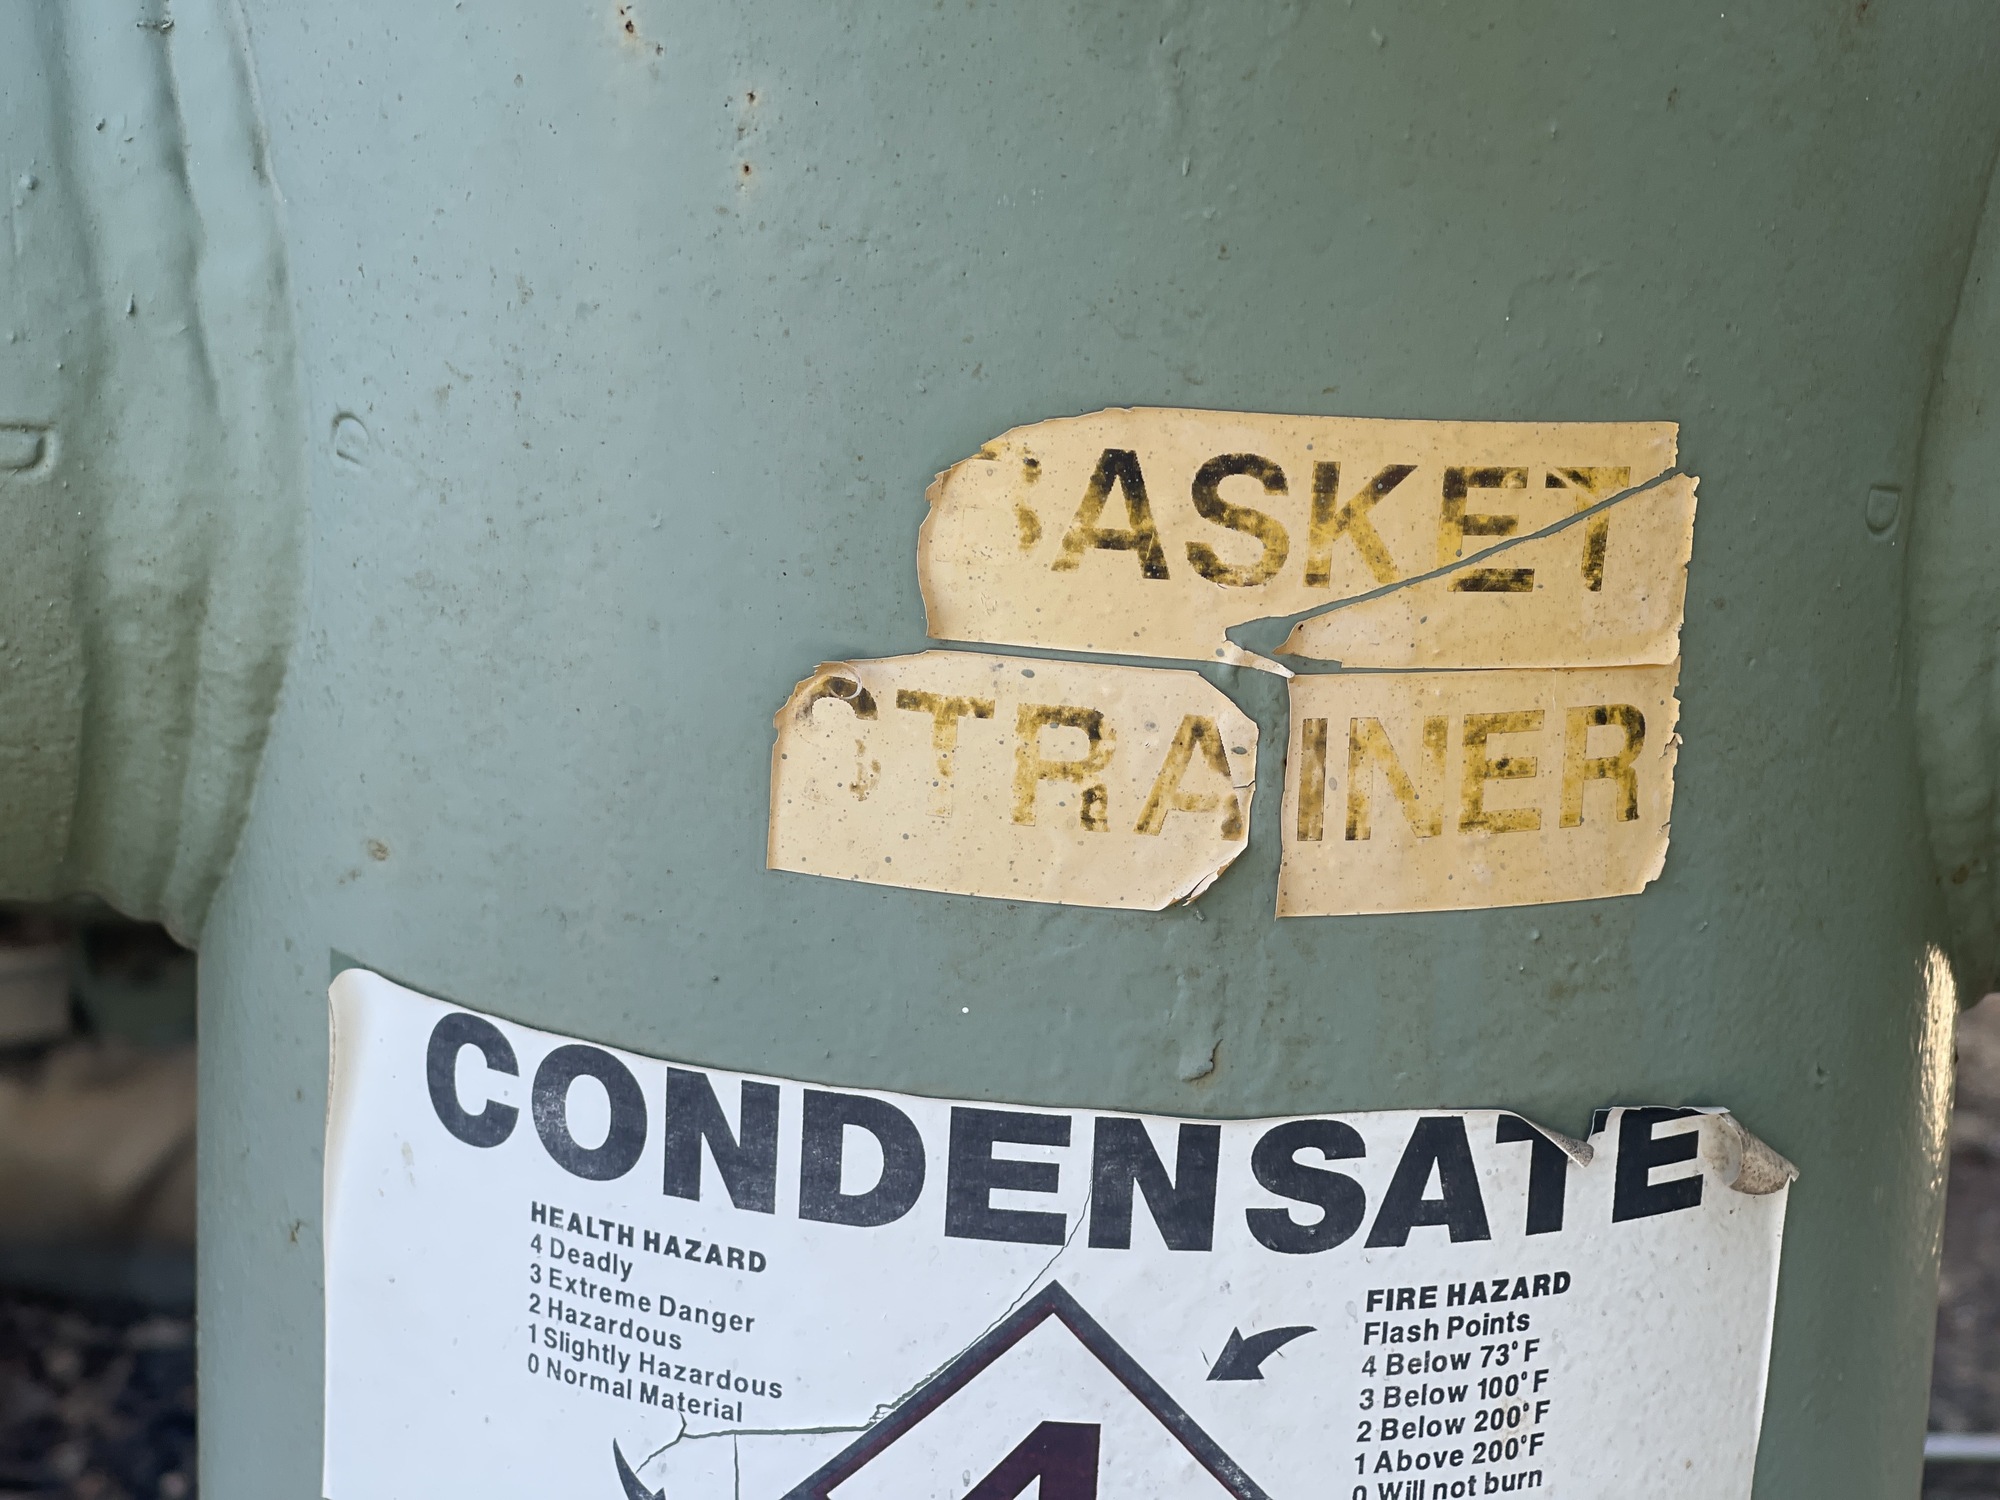 BASKET
STRAINER
CONDENSATE
HEALTH HAZARD
4 Deadly
3 Extreme Danger
2 Hazardous
1 Slightly Hazardous
0 Normal Material
FIRE HAZARD
Flash Points
4 Below 73°F
3 Below 100°F
2 Below 200°F
1 Above 200°F
0 Will not burn
4